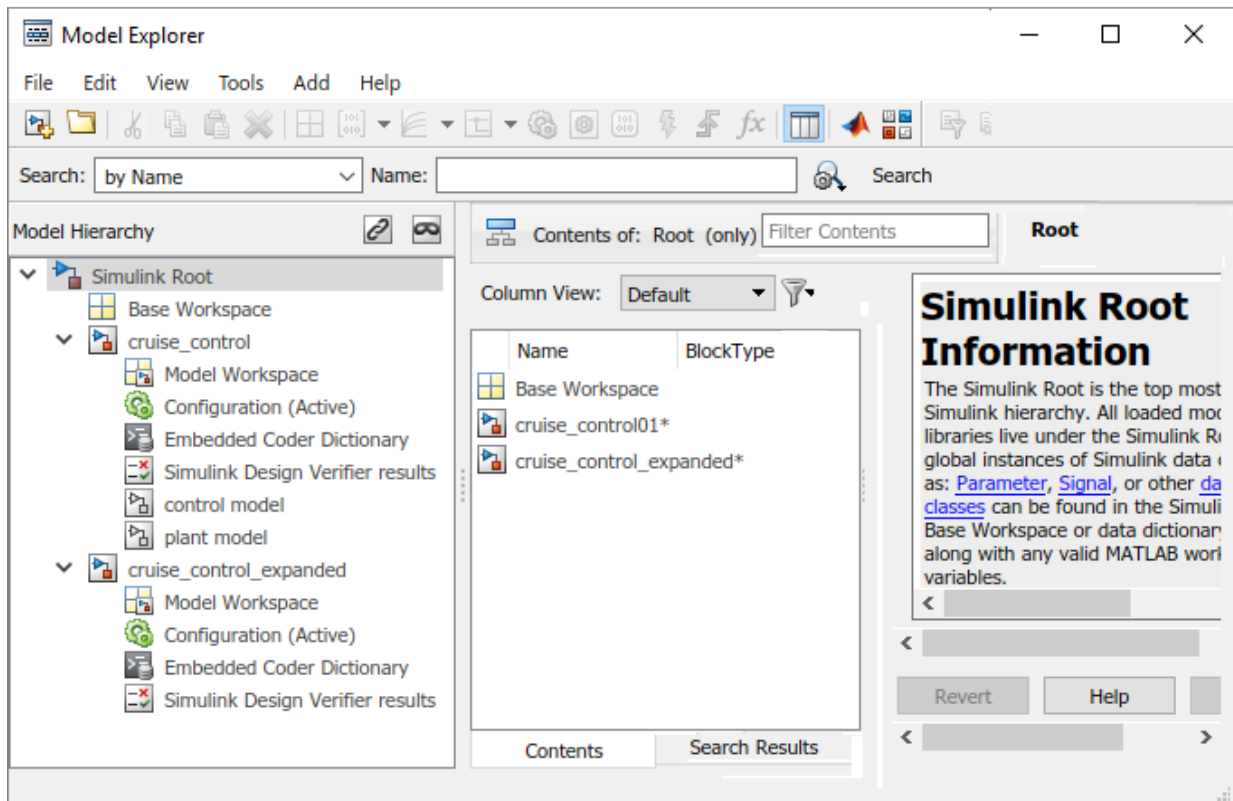 Model Explorer
File Edit View Tools Add Help
fx
Search: by Name Name: Search
Model Hierarchy
Simulink Root
Base Workspace
cruise_control
Model Workspace
Configuration (Active)
Embedded Coder Dictionary
Simulink Design Verifier results
control model
plant model
cruise_control_expanded
Model Workspace
Configuration (Active)
Embedded Coder Dictionary
Simulink Design Verifier results
Contents of: Root (only) Filter Contents
Column View: Default
Name BlockType
Base Workspace
cruise_control01*
cruise_control_expanded*
Contents Search Results
Root
Simulink Root
Information
The Simulink Root is the top most
Simulink hierarchy. All loaded
libraries live under the Simulink
global instances of Simulink data
as: Parameter, Signal, or other
classes can be found in the
Base Workspace or data dictionary
along with any valid MATLAB
variables.
Revert Help